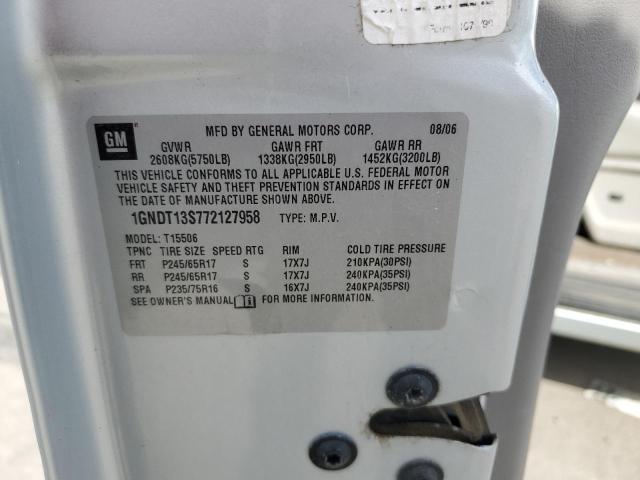 Form 107
GM
MFD BY GENERAL MOTORS CORP. 08/06
GVWR GAWR FRT GAWR RR
2608KG(5750LB) 1338KG(2950LB) 1452KG(3200LB)
THIS VEHICLE CONFORMS TO ALL APPLICABLE U.S. FEDERAL MOTOR
VEHICLE SAFETY AND THEFT PREVENTION STANDARDS IN EFFECT ON
THE DATE OF MANUFACTURE SHOWN ABOVE.
1GNDT13S772127958 TYPE: M.P.V.
MODEL: T15506
TPNC TIRE SIZE SPEED RTG RIM COLD TIRE PRESSURE
FRT P245/65R17 S 17X7J 210KPA(30PSI)
RR P245/65R17 S 17X7J 240KPA(35PSI)
SPA P235/75R16 S 16X7J 240KPA(35PSI)
SEE OWNER'S MANUAL FOR MORE INFORMATION.